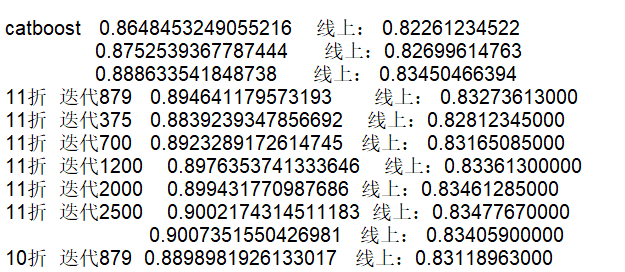 catboost 0.8648453249055216 线上: 0.82261234522
0.8752539367787444 线上: 0.82699614763
0.888633541848738 线上: 0.83450466394
11折 迭代879 0.894641179573193 线上: 0.83273613000
11折 迭代375 0.8839239347856692 线上: 0.82812345000
11折 迭代700 0.8923289172614745 线上: 0.83165085000
11折 迭代1200 0.8976353741333646 线上: 0.83361300000
11折 迭代2000 0.899431770987686 线上: 0.83461285000
11折 迭代2500 0.9002174314511183 线上: 0.83477670000
0.9007351550426981 线上: 0.83405900000
10折 迭代879 0.8898981926133017 线上: 0.83118963000